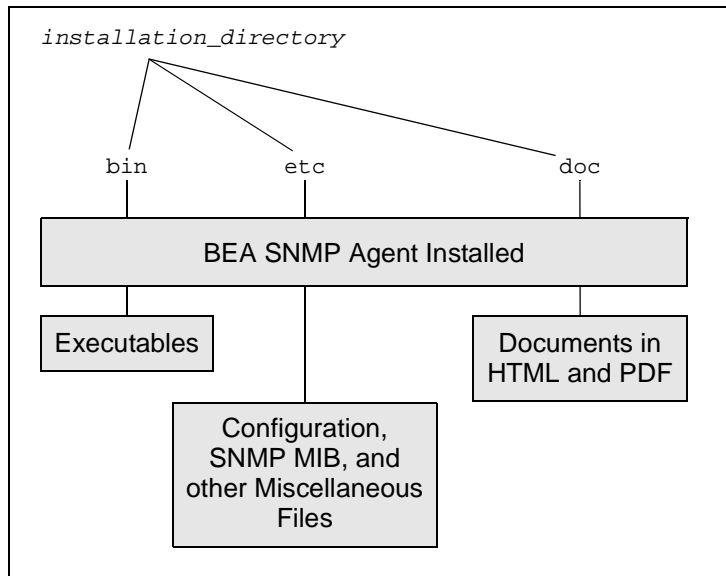 installation_directory
bin
etc
doc
BEA SNMP Agent Installed
Executables
Documents in
HTML and PDF
Configuration,
SNMP MIB, and
other Miscellaneous
Files